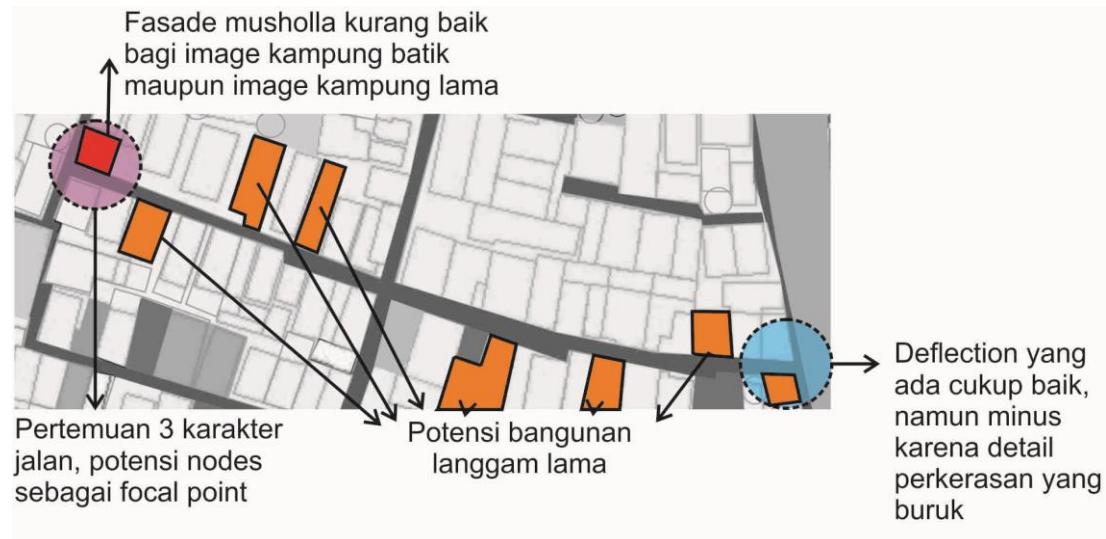 Fasade musholla kurang baik
bagi image kampung batik
maupun image kampung lama
Pertemuan 3 karakter
jalan, potensi nodes
sebagai focal point
Potensi bangunan
langgam lama
Deflection yang
ada cukup baik,
namun minus
karena detail
perkerasan yang
buruk